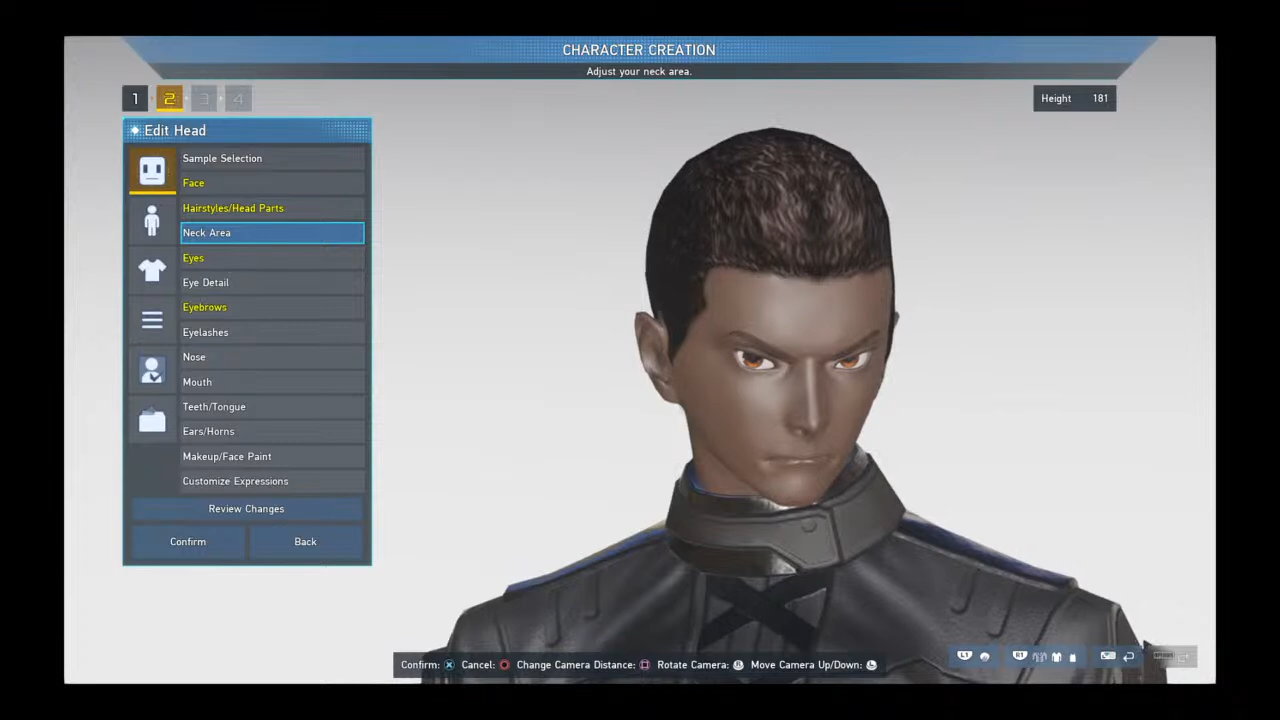 CHARACTER CREATION
Adjust your neck area.
1 2 3 4
Height 181
Edit Head
Sample Selection
Face
Hairstyles/Head Parts
Neck Area
Eyes
Eye Detail
Eyebrows
Eyelashes
Nose
Mouth
Teeth/Tongue
Ears/Horns
Makeup/Face Paint
Customize Expressions
Review Changes
Confirm Back
Confirm: Cancel: Change Camera Distance: Rotate Camera: Move Camera Up/Down:
L1 R1